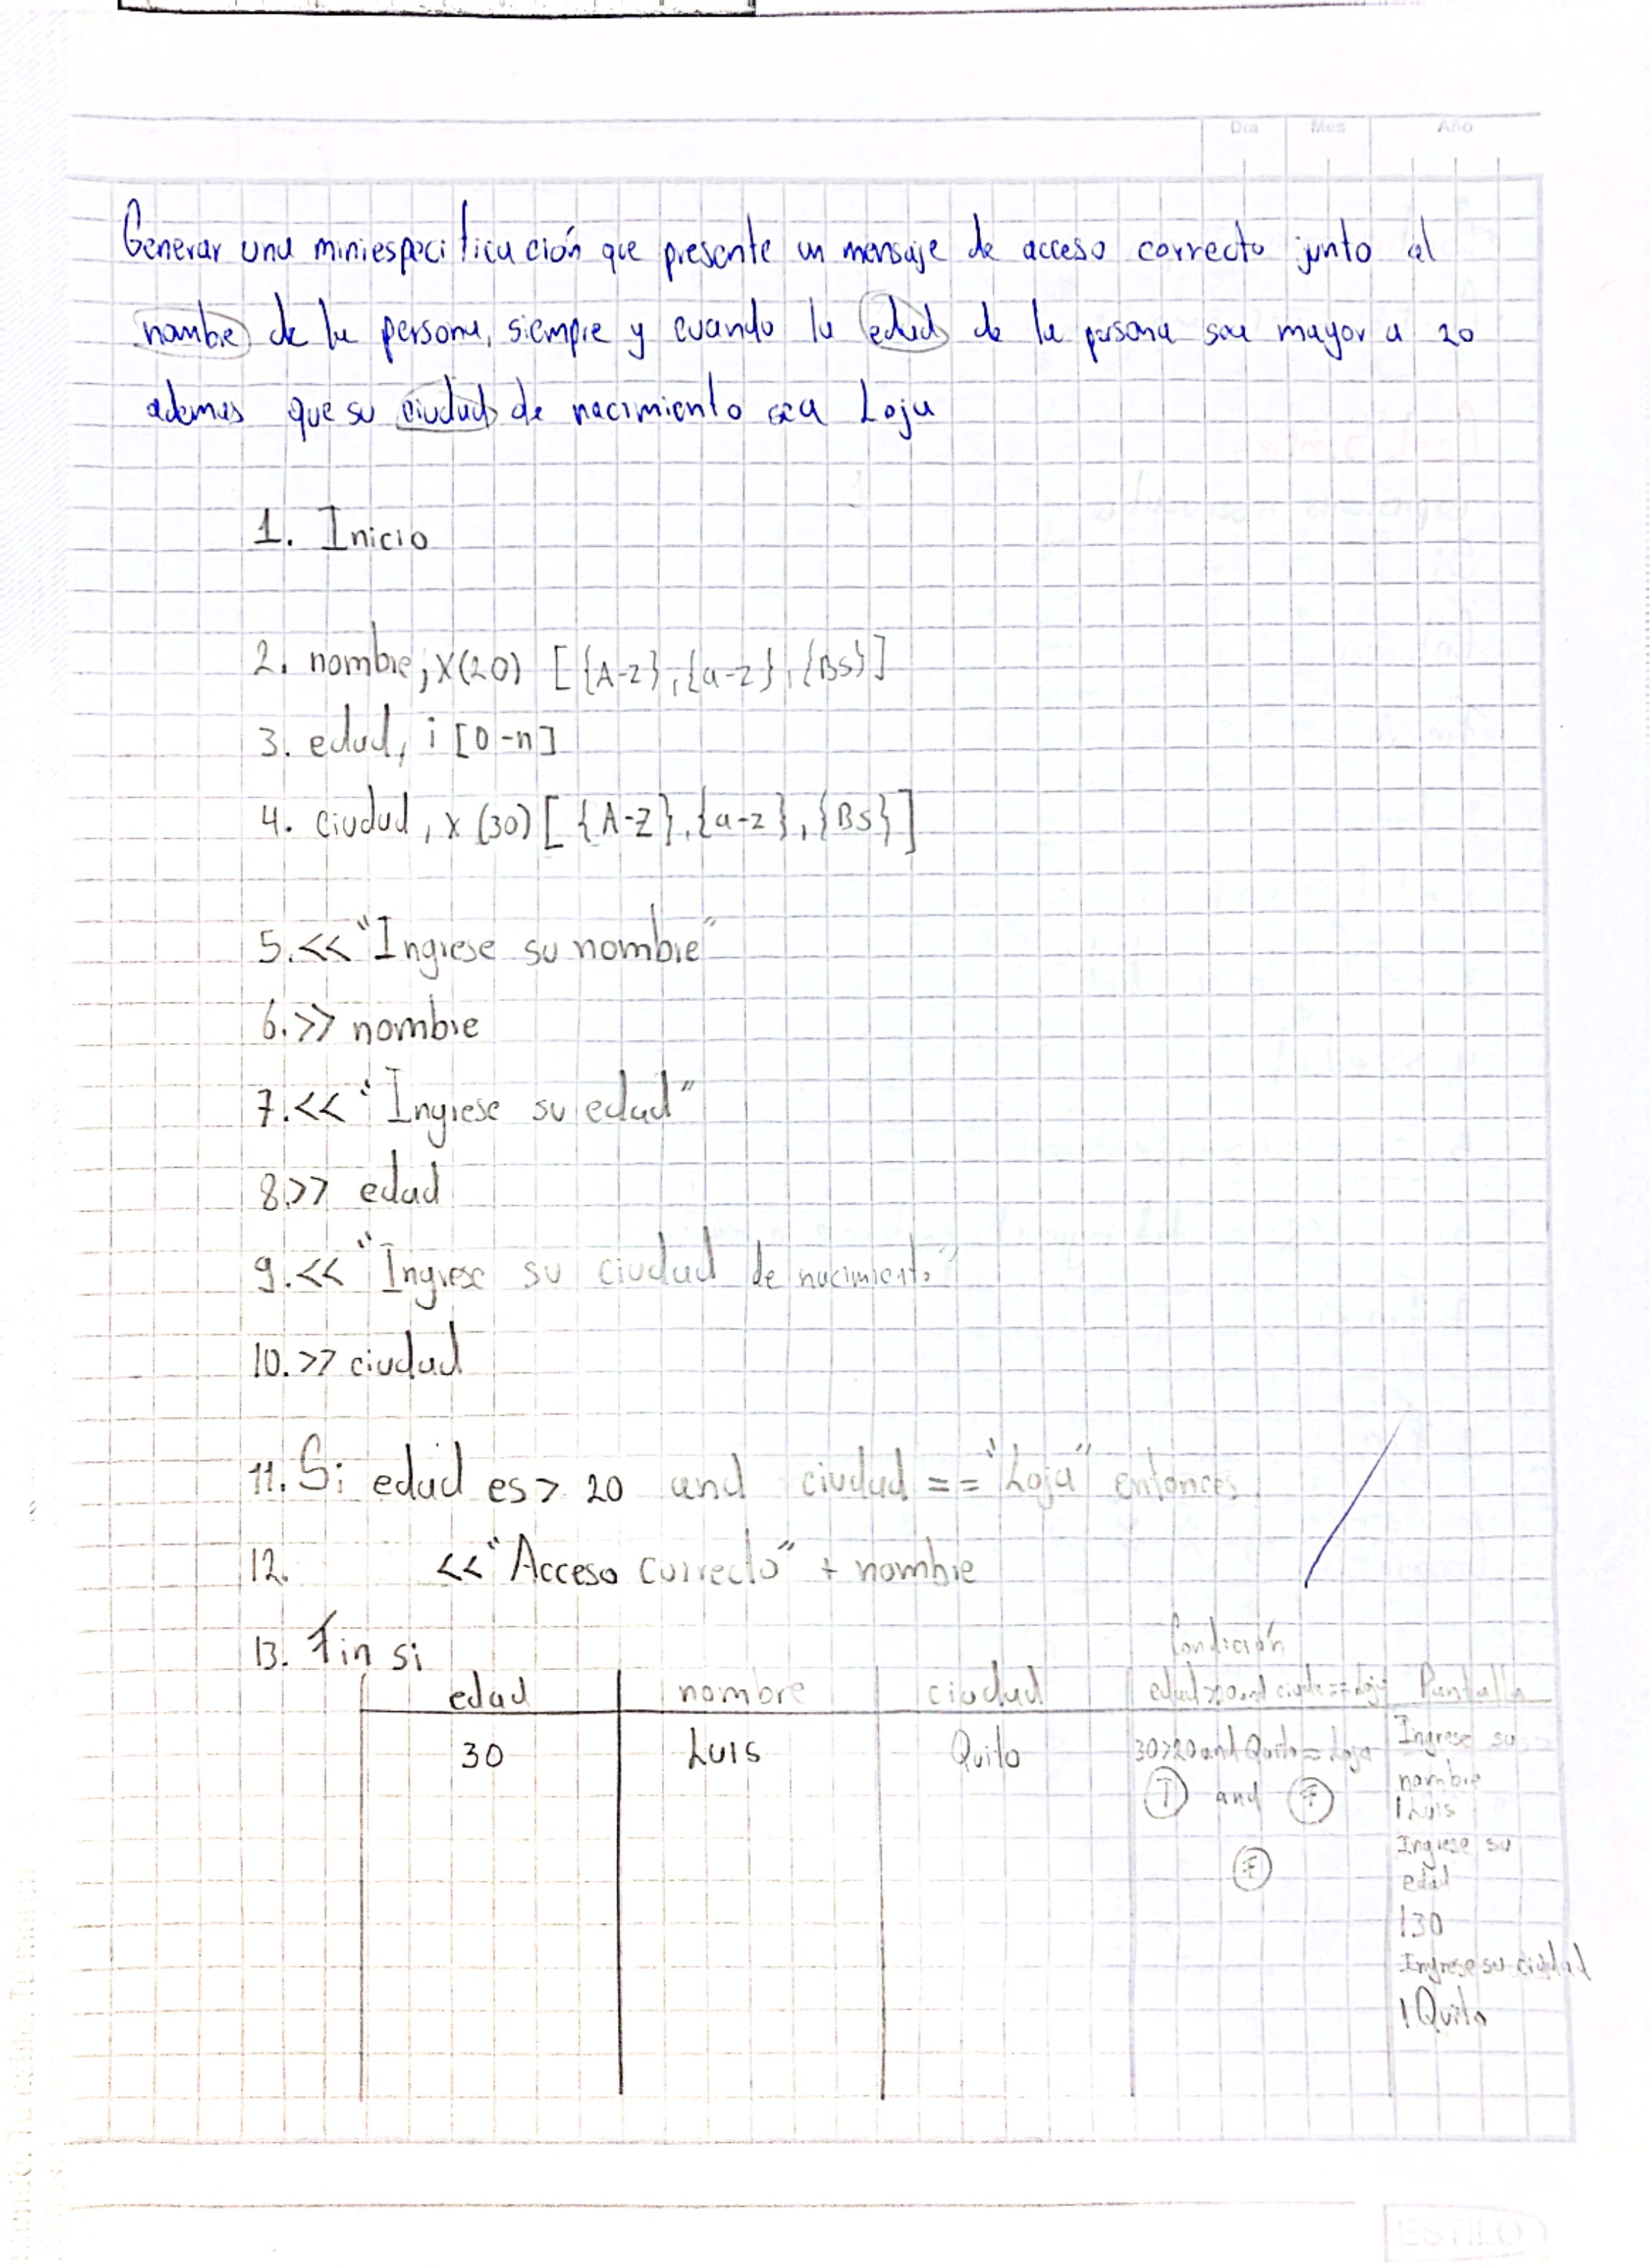 Día Mes Año
Generar una miniespecificación que presente un mensaje de acceso correcto junto al
nombre de la persona, siempre y cuando la edad de la persona sea mayor a 20
ademas que su ciudad de nacimiento sea Loja
1. Inicio
2. nombre, X(20) [{A-Z},{a-z},{BS}]
3. edad, i [0-n]
4. ciudad, x (30) [{A-Z},{a-z},{BS}]
5. << "Ingrese su nombre"
6. >> nombre
7. << "Ingrese su edad"
8. >> edad
9. << "Ingrese su ciudad de nacimiento"
10. >> ciudad
11. Si edad es > 20 and ciudad == "Loja" entonces
12. << "Acceso correcto" + nombre
13. Fin si
Condición
edad nombre ciudad edad>20 and ciudad==Loja Pantalla
30 Luis Quito 30>20 and Quito = Loja Ingrese su
nombre
T and F | Luis
Ingrese su
F edad
| 30
Ingrese su ciudad
| Quito
ESTILO